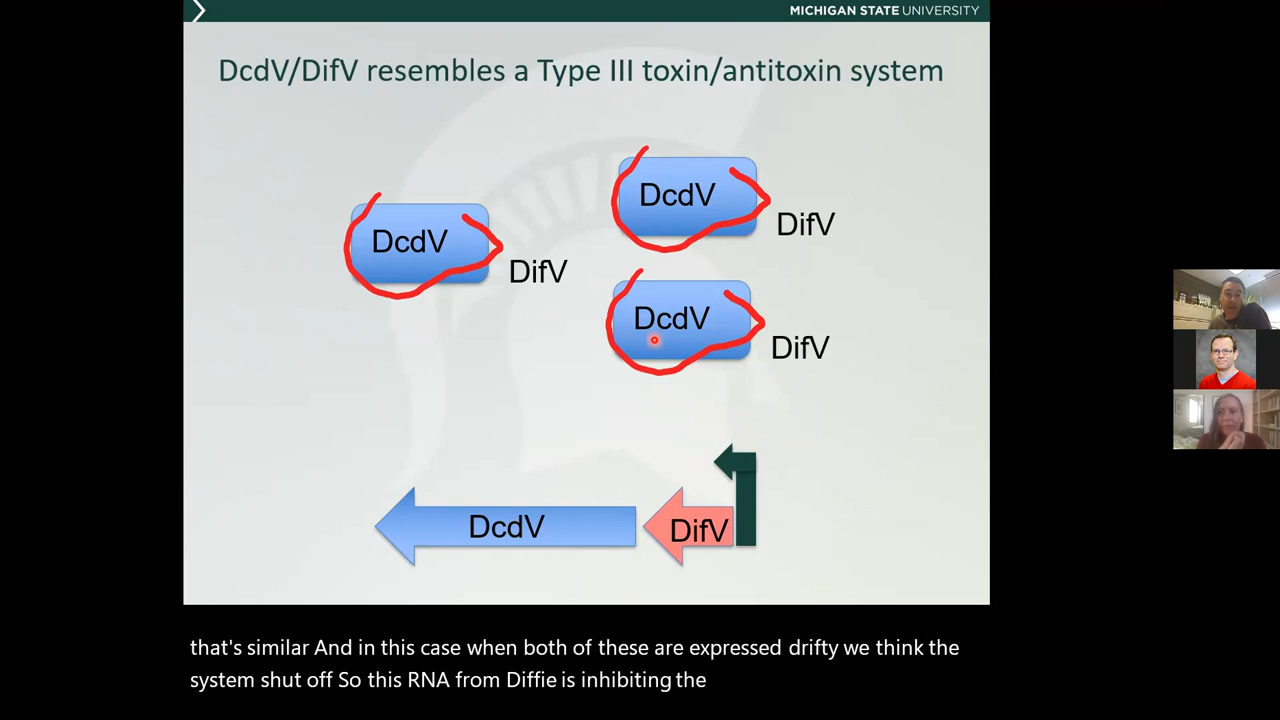 MICHIGAN STATE UNIVERSITY
DcdV/DifV resembles a Type III toxin/antitoxin system
DcdV
DifV
DcdV
DifV
DcdV
DifV
DcdV
DifV
that's similar And in this case when both of these are expressed drifty we think the
system shut off So this RNA from Diffie is inhibiting the